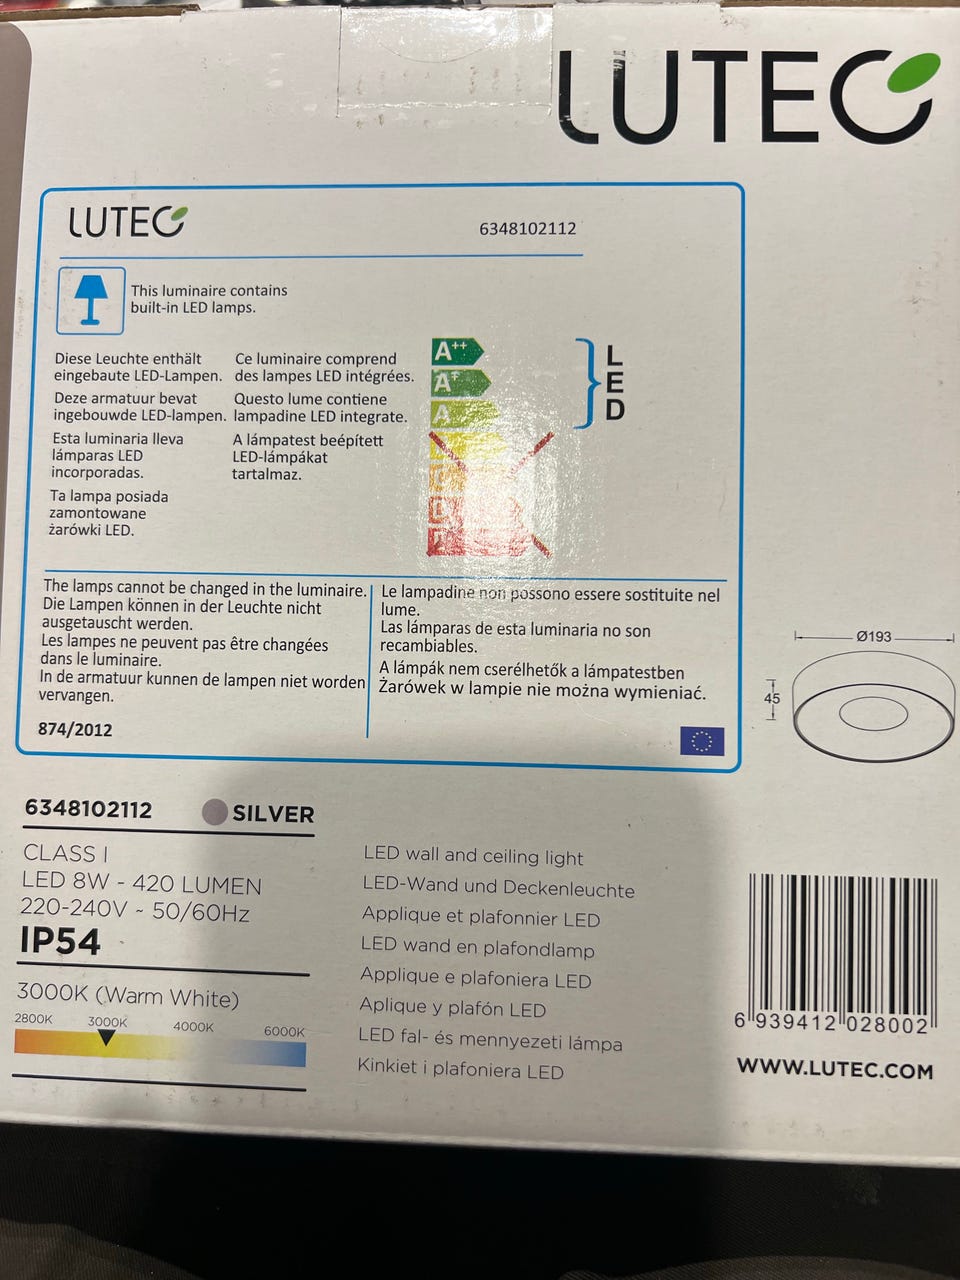 LUTEC
LUTEC
6348102112
This luminaire contains
built-in LED lamps.
Diese Leuchte enthält
eingebaute LED-Lampen.
Deze armatuur bevat
ingebouwde LED-lampen.
Esta luminaria lleva
lámparas LED
incorporadas.
Ta lampa posiada
zamontowane
żarówki LED.
Ce luminaire comprend
des lampes LED intégrées.
Questo lume contiene
lampadine LED integrate.
A lámpatest beépített
LED-lámpákat
tartalmaz.
A++
A+
A
L
E
D
The lamps cannot be changed in the luminaire.
Die Lampen können in der Leuchte nicht
ausgetauscht werden.
Les lampes ne peuvent pas être changées
dans le luminaire.
In de armatuur kunnen de lampen niet worden
vervangen.
874/2012
Le lampadine non possono essere sostituite nel
lume.
Las lámparas de esta luminaria no son
recambiables.
A lámpák nem cserélhetők a lámpatestben
Żarówek w lampie nie można wymieniać.
Ø193
45
6348102112 SILVER
CLASS I
LED 8W - 420 LUMEN
220-240V ~ 50/60Hz
IP54
3000K (Warm White)
2800K 3000K 4000K 6000K
LED wall and ceiling light
LED-Wand und Deckenleuchte
Applique et plafonnier LED
LED wand en plafondlamp
Applique e plafoniera LED
Aplique y plafón LED
LED fal- és mennyezeti lámpa
Kinkiet i plafoniera LED
6 939412 028002
WWW.LUTEC.COM